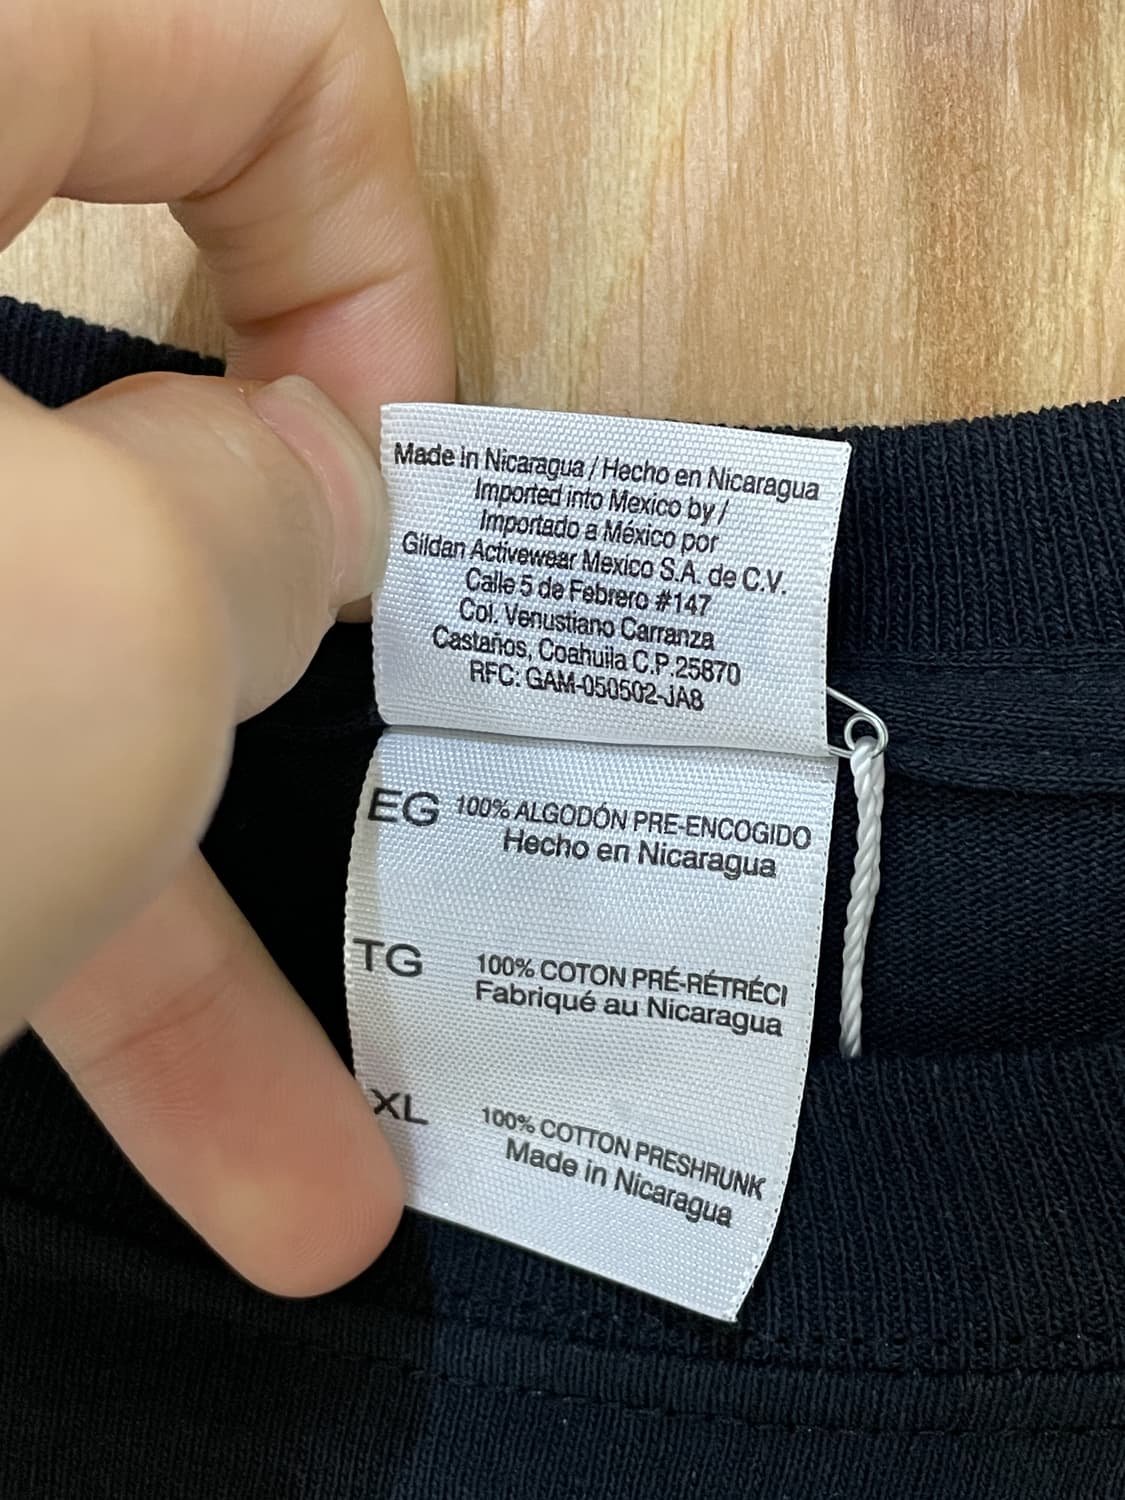 Made in Nicaragua / Hecho en Nicaragua
Imported into Mexico by /
Importado a México por
Gildan Activewear Mexico S.A. de C.V.
Calle 5 de Febrero #147
Col. Venustiano Carranza
Castaños, Coahuila C.P.25870
RFC: GAM-050502-JA8
EG 100% ALGODÓN PRE-ENCOGIDO
Hecho en Nicaragua
TG 100% COTON PRÉ-RÉTRÉCI
Fabriqué au Nicaragua
XL 100% COTTON PRESHRUNK
Made in Nicaragua